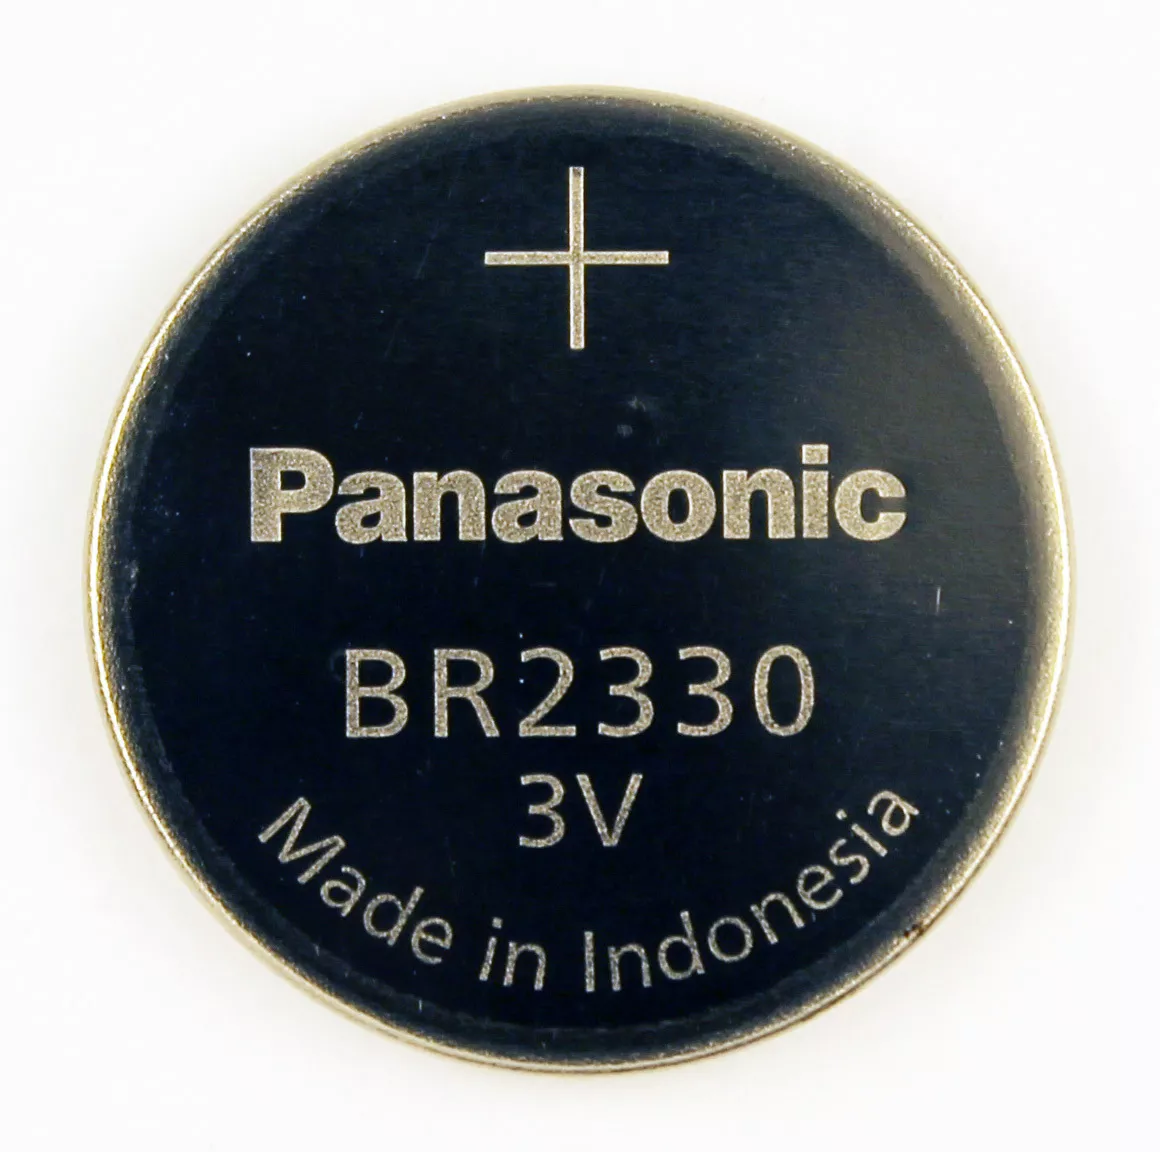 +
Panasonic
BR2330
3V
Made in Indonesia